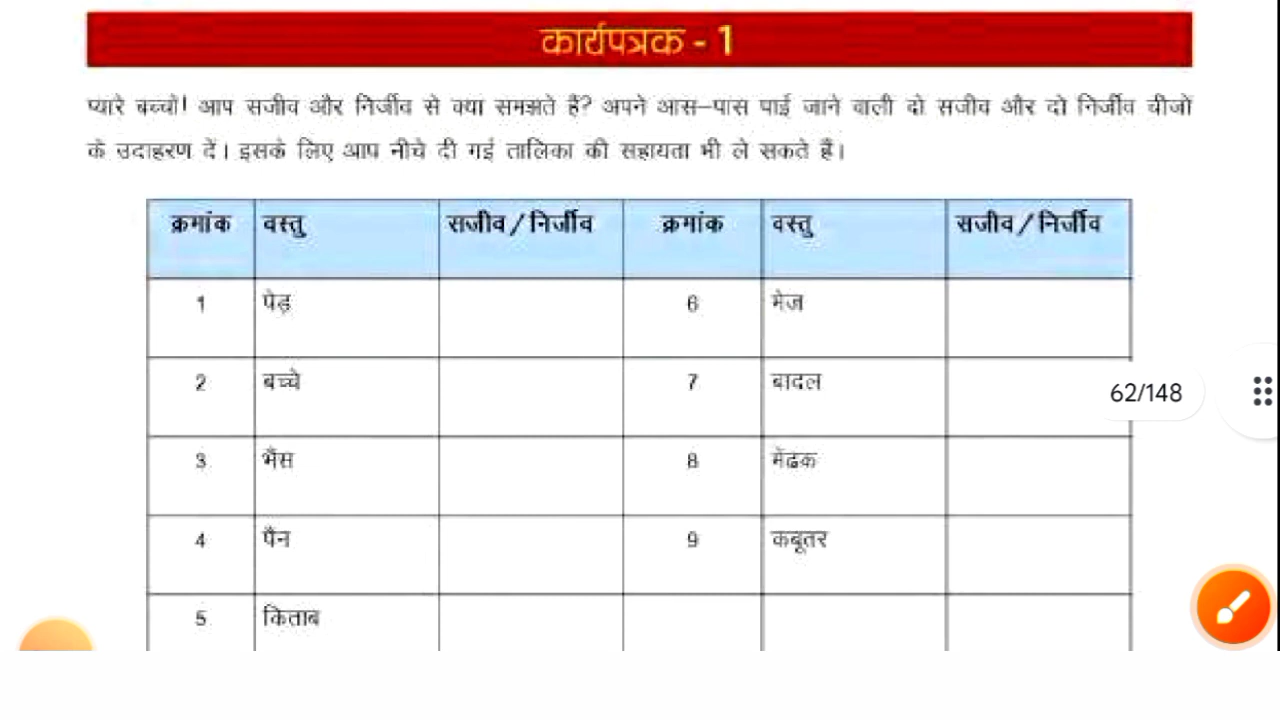 कार्यपत्रक - 1
प्यारे बच्चों! आप सजीव और निर्जीव से क्या समझते हैं? अपने आस–पास पाई जाने वाली दो सजीव और दो निर्जीव चीजों
के उदाहरण दें। इसके लिए आप नीचे दी गई तालिका की सहायता भी ले सकते हैं।
क्रमांक वस्तु सजीव / निर्जीव क्रमांक वस्तु सजीव / निर्जीव
1 पेड़ 6 मेज
2 बच्चे 7 बादल
62/148
3 भैंस 8 मेंढक
4 पैन 9 कबूतर
5 किताब